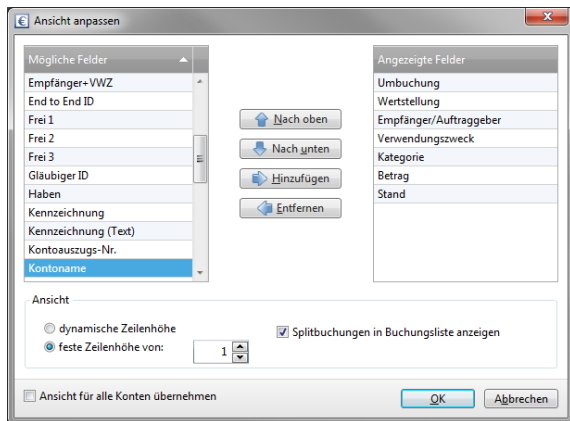 Ansicht anpassen
Mögliche Felder
Empfänger+VWZ
End to End ID
Frei 1
Frei 2
Frei 3
Gläubiger ID
Haben
Kennzeichnung
Kennzeichnung (Text)
Kontoauszugs-Nr.
Kontoname
Nach oben
Nach unten
Hinzufügen
Entfernen
Angezeigte Felder
Umbuchung
Wertstellung
Empfänger/Auftraggeber
Verwendungszweck
Kategorie
Betrag
Stand
Ansicht
dynamische Zeilenhöhe
feste Zeilenhöhe von: 1
Splitbuchungen in Buchungsliste anzeigen
Ansicht für alle Konten übernehmen
OK Abbrechen